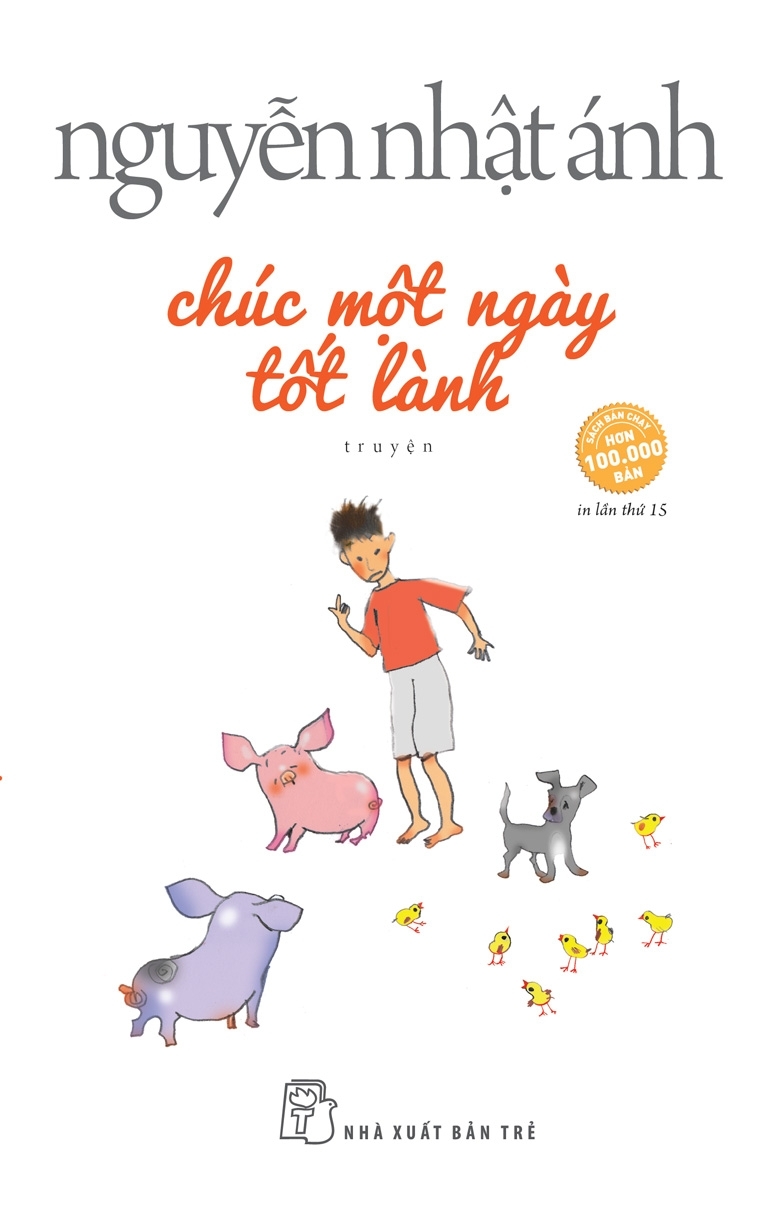 nguyễn nhật ánh
chúc một ngày
tốt lành
truyện
SÁCH BÁN CHẠY
HƠN
100.000
BẢN
in lần thứ 15
T
NHÀ XUẤT BẢN TRẺ